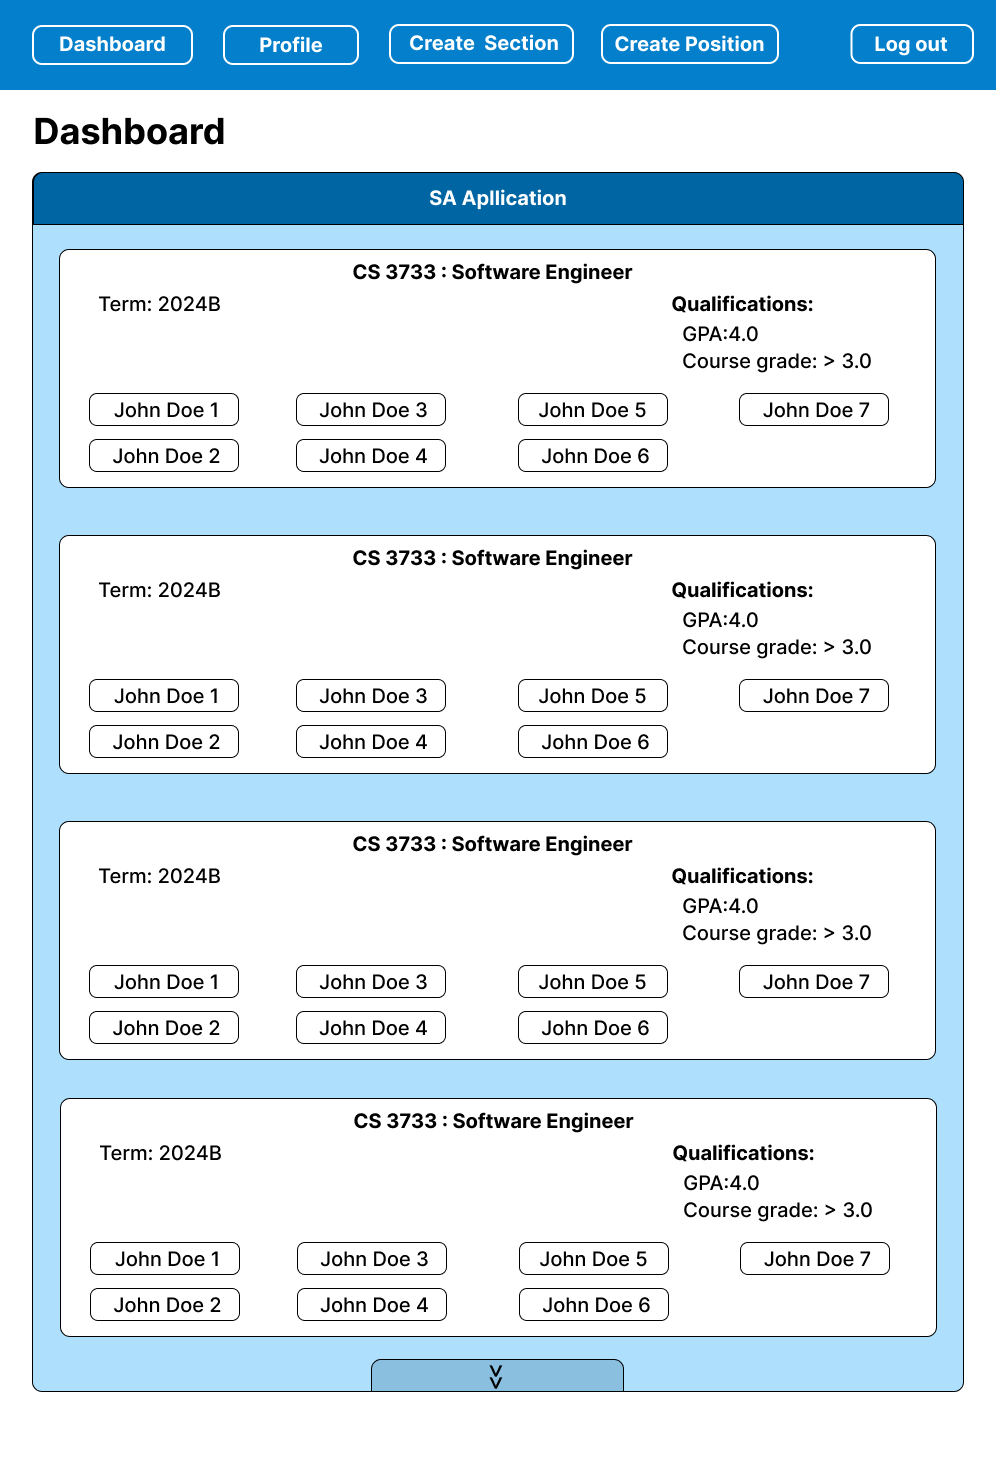 Dashboard Profile Create Section Create Position Log out
Dashboard
SA Apllication
CS 3733 : Software Engineer
Term: 2024B Qualifications:
GPA:4.0
Course grade: > 3.0
John Doe 1 John Doe 3 John Doe 5 John Doe 7
John Doe 2 John Doe 4 John Doe 6
CS 3733 : Software Engineer
Term: 2024B Qualifications:
GPA:4.0
Course grade: > 3.0
John Doe 1 John Doe 3 John Doe 5 John Doe 7
John Doe 2 John Doe 4 John Doe 6
CS 3733 : Software Engineer
Term: 2024B Qualifications:
GPA:4.0
Course grade: > 3.0
John Doe 1 John Doe 3 John Doe 5 John Doe 7
John Doe 2 John Doe 4 John Doe 6
CS 3733 : Software Engineer
Term: 2024B Qualifications:
GPA:4.0
Course grade: > 3.0
John Doe 1 John Doe 3 John Doe 5 John Doe 7
John Doe 2 John Doe 4 John Doe 6